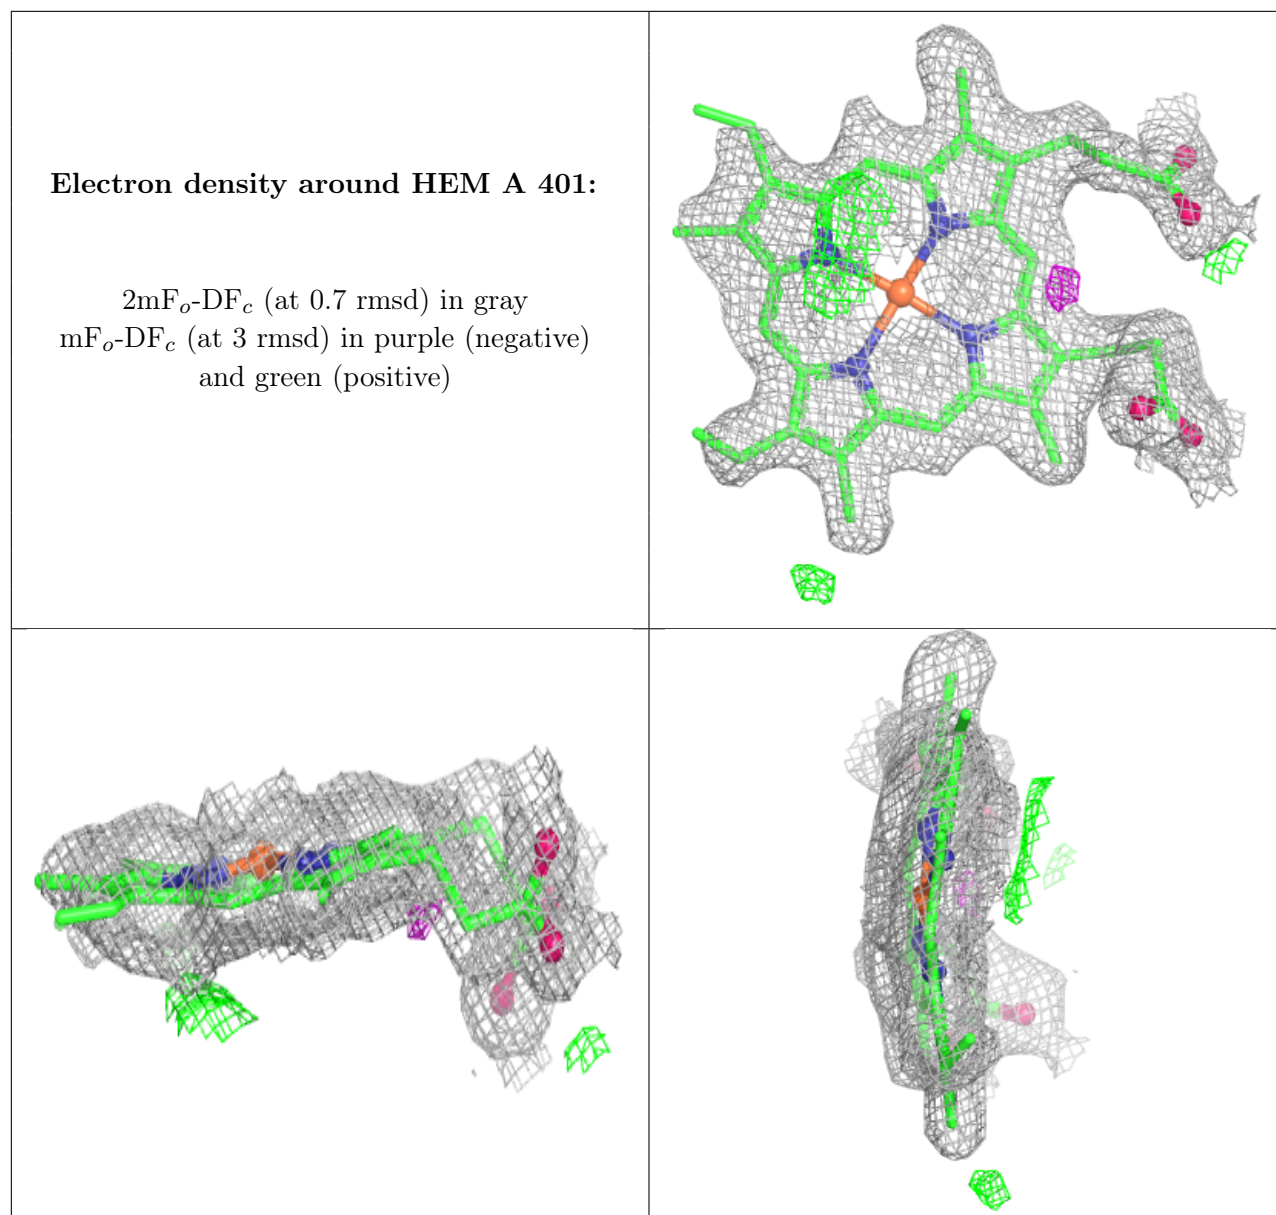 Electron density around HEM A 401:
2mFₒ-DF𝒸 (at 0.7 rmsd) in gray
mFₒ-DF𝒸 (at 3 rmsd) in purple (negative)
and green (positive)